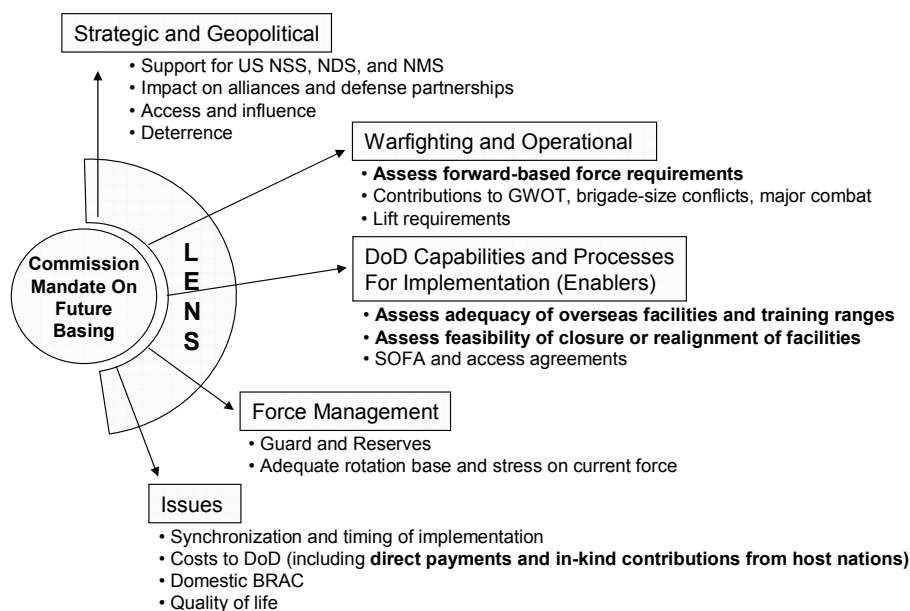 Strategic and Geopolitical
• Support for US NSS, NDS, and NMS
• Impact on alliances and defense partnerships
• Access and influence
• Deterrence
Warfighting and Operational
• Assess forward-based force requirements
• Contributions to GWOT, brigade-size conflicts, major combat
• Lift requirements
Commission
Mandate On
Future
Basing
L
E
N
S
DoD Capabilities and Processes
For Implementation (Enablers)
• Assess adequacy of overseas facilities and training ranges
• Assess feasibility of closure or realignment of facilities
• SOFA and access agreements
Force Management
• Guard and Reserves
• Adequate rotation base and stress on current force
Issues
• Synchronization and timing of implementation
• Costs to DoD (including direct payments and in-kind contributions from host nations)
• Domestic BRAC
• Quality of life